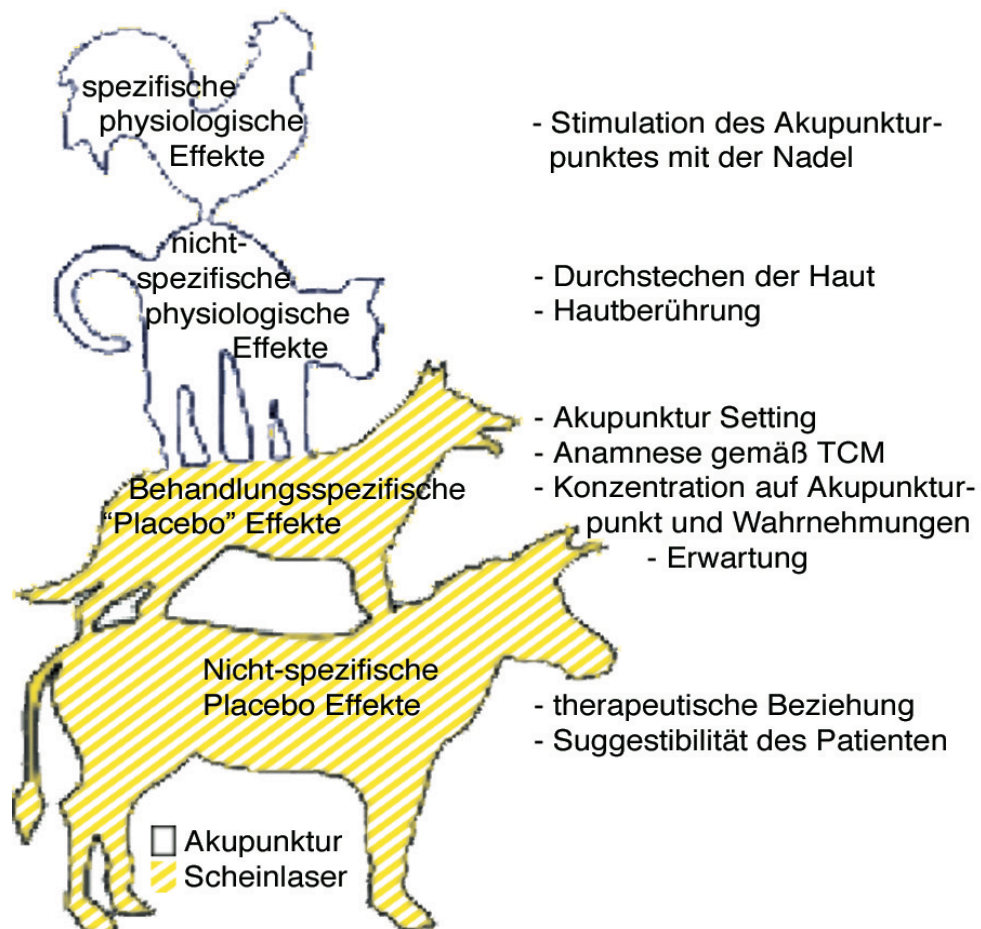 spezifische
physiologische
Effekte
- Stimulation des Akupunktur-
punktes mit der Nadel
nicht-
spezifische
physiologische
Effekte
- Durchstechen der Haut
- Hautberührung
Behandlungsspezifische
“Placebo” Effekte
- Akupunktur Setting
- Anamnese gemäß TCM
- Konzentration auf Akupunktur-
punkt und Wahrnehmungen
- Erwartung
Nicht-spezifische
Placebo Effekte
- therapeutische Beziehung
- Suggestibilität des Patienten
Akupunktur
Scheinlaser